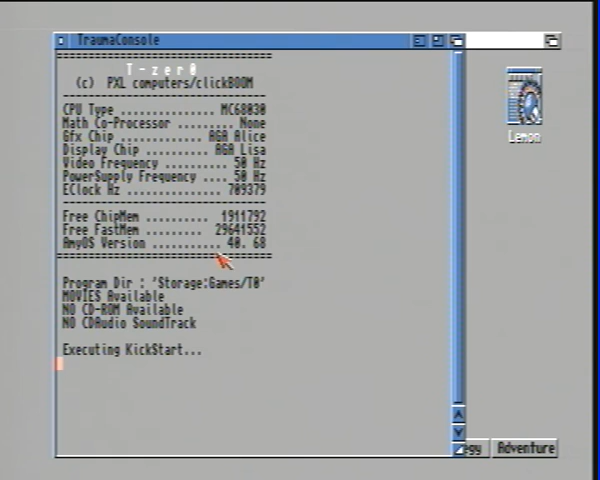 TraumaConsole
T-zer0
(c) PXL computers/clickBOOM
CPU Type ............... MC68030
Math Co-Processor ......... None
Gfx Chip ............. AGA Alice
Display Chip .......... AGA Lisa
Video Frequency .......... 50 Hz
PowerSupply Frequency .... 50 Hz
EClock Hz ............... 709379
Free ChipMem .......... 1911792
Free FastMem .......... 29641552
AmyOS Version ........... 40. 68
Program Dir : 'Storage:Games/T0'
MOVIES Available
NO CD-ROM Available
NO CDAudio SoundTrack
Executing KickStart...
Lemon
egy
Adventure